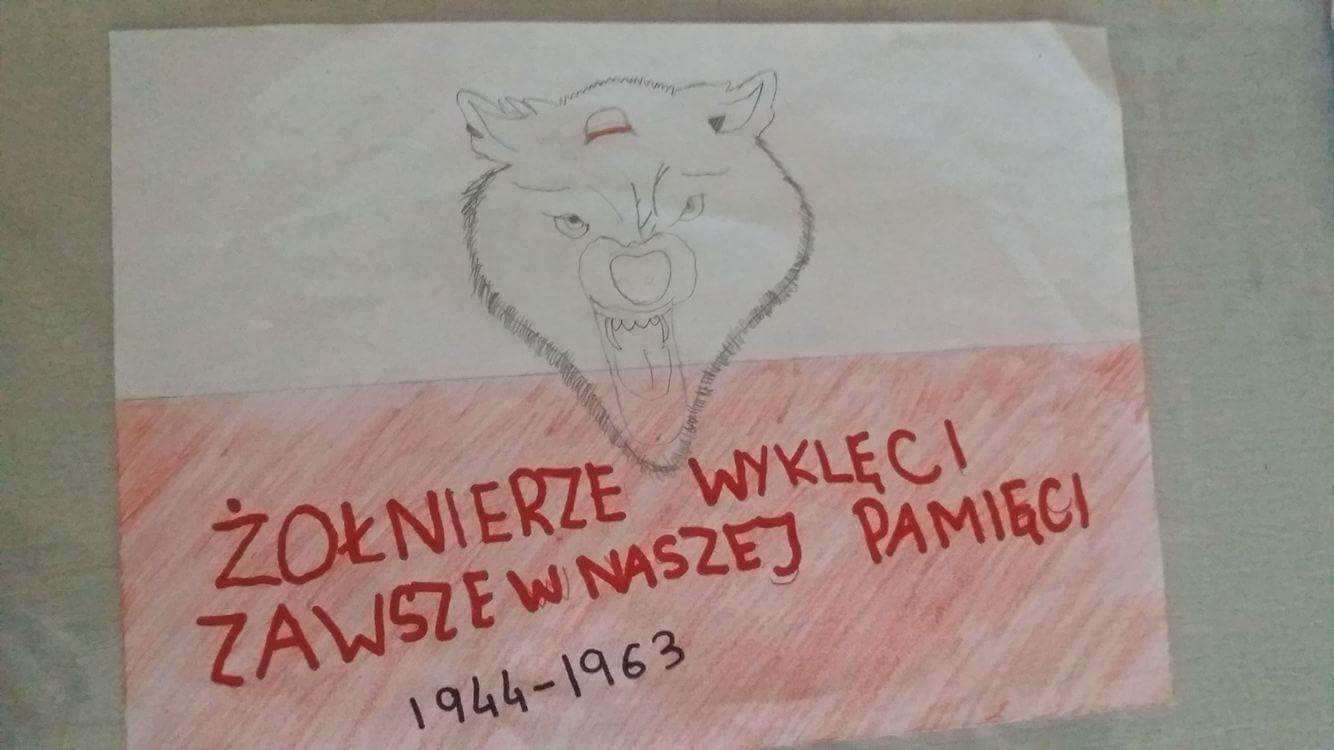 ŻOŁNIERZE WYKLĘCI
ZAWSZE W NASZEJ PAMIĘCI
1944-1963